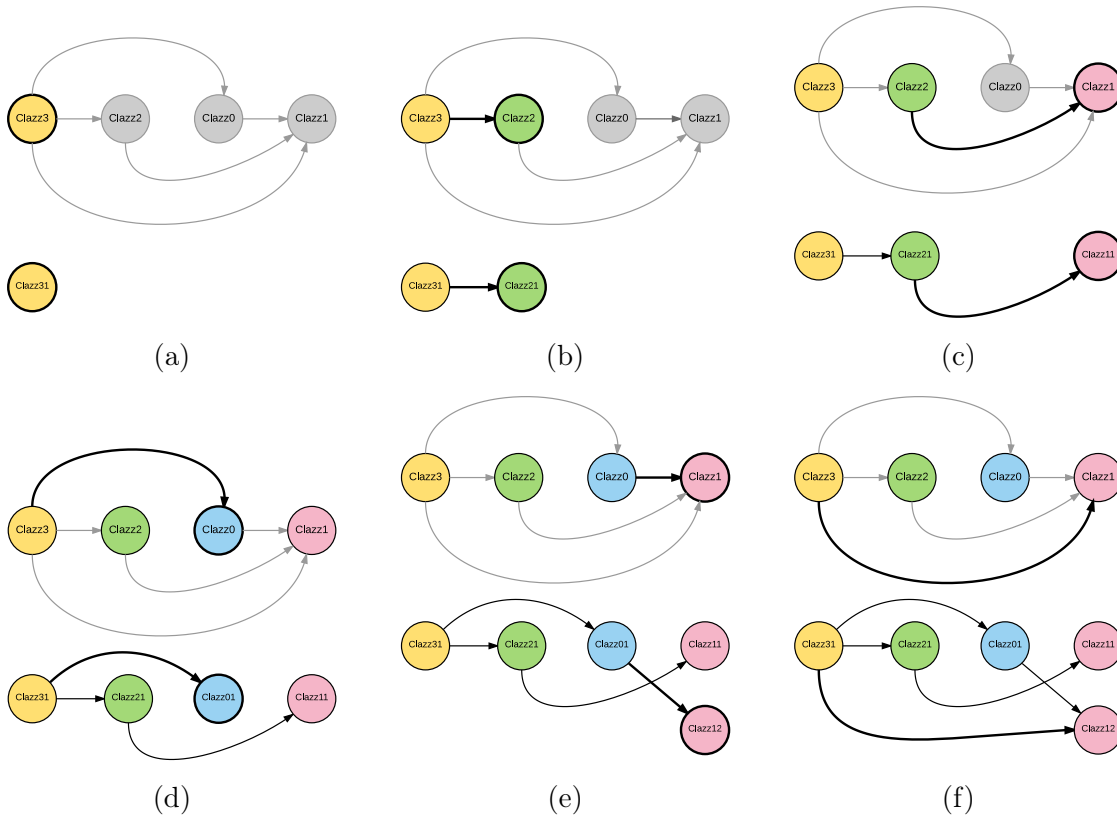 Clazz3 Clazz2 Clazz0 Clazz1
Clazz31
(a)
Clazz3 Clazz2 Clazz0 Clazz1
Clazz31 Clazz21
(b)
Clazz3 Clazz2 Clazz0 Clazz1
Clazz31 Clazz21 Clazz11
(c)
Clazz3 Clazz2 Clazz0 Clazz1
Clazz31 Clazz21 Clazz01 Clazz11
(d)
Clazz3 Clazz2 Clazz0 Clazz1
Clazz31 Clazz21 Clazz01 Clazz11
Clazz12
(e)
Clazz3 Clazz2 Clazz0 Clazz1
Clazz31 Clazz21 Clazz01 Clazz11
Clazz12
(f)